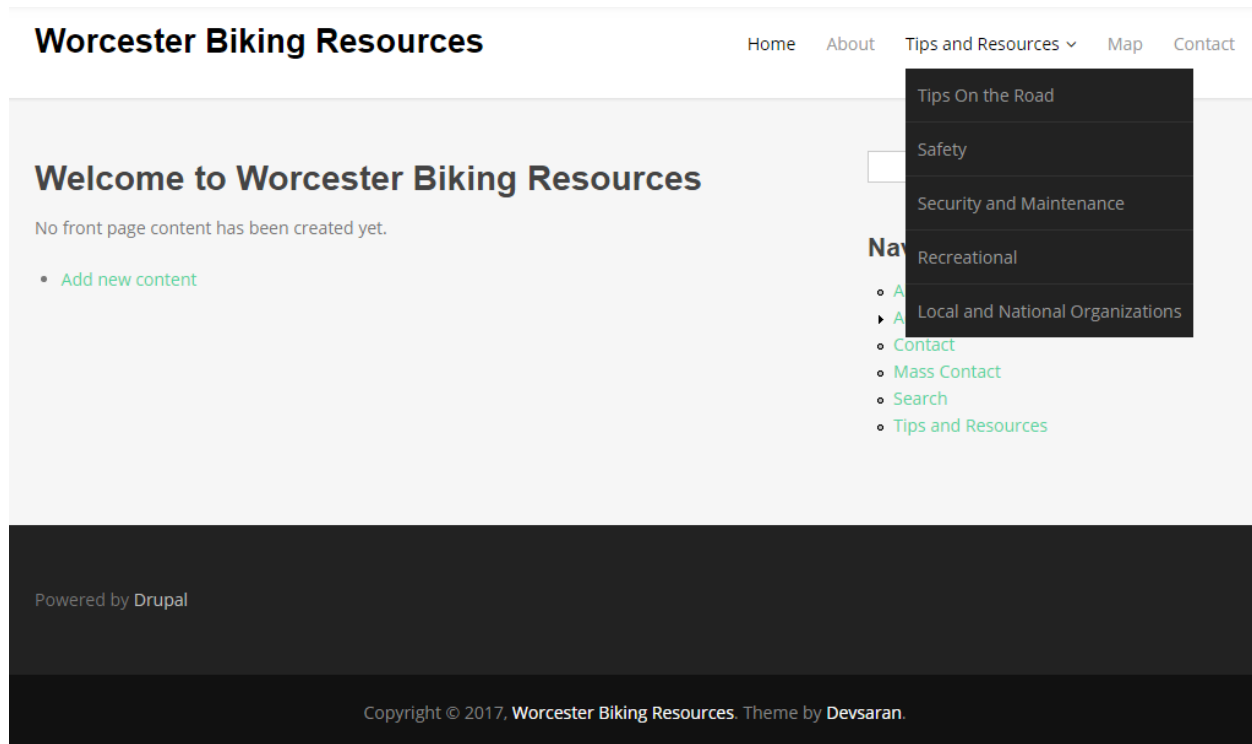 Worcester Biking Resources
Home About Tips and Resources Map Contact
Tips On the Road
Safety
Security and Maintenance
Recreational
Local and National Organizations
Welcome to Worcester Biking Resources
No front page content has been created yet.
Add new content
Contact
Mass Contact
Search
Tips and Resources
Powered by Drupal
Copyright © 2017, Worcester Biking Resources. Theme by Devsaran.